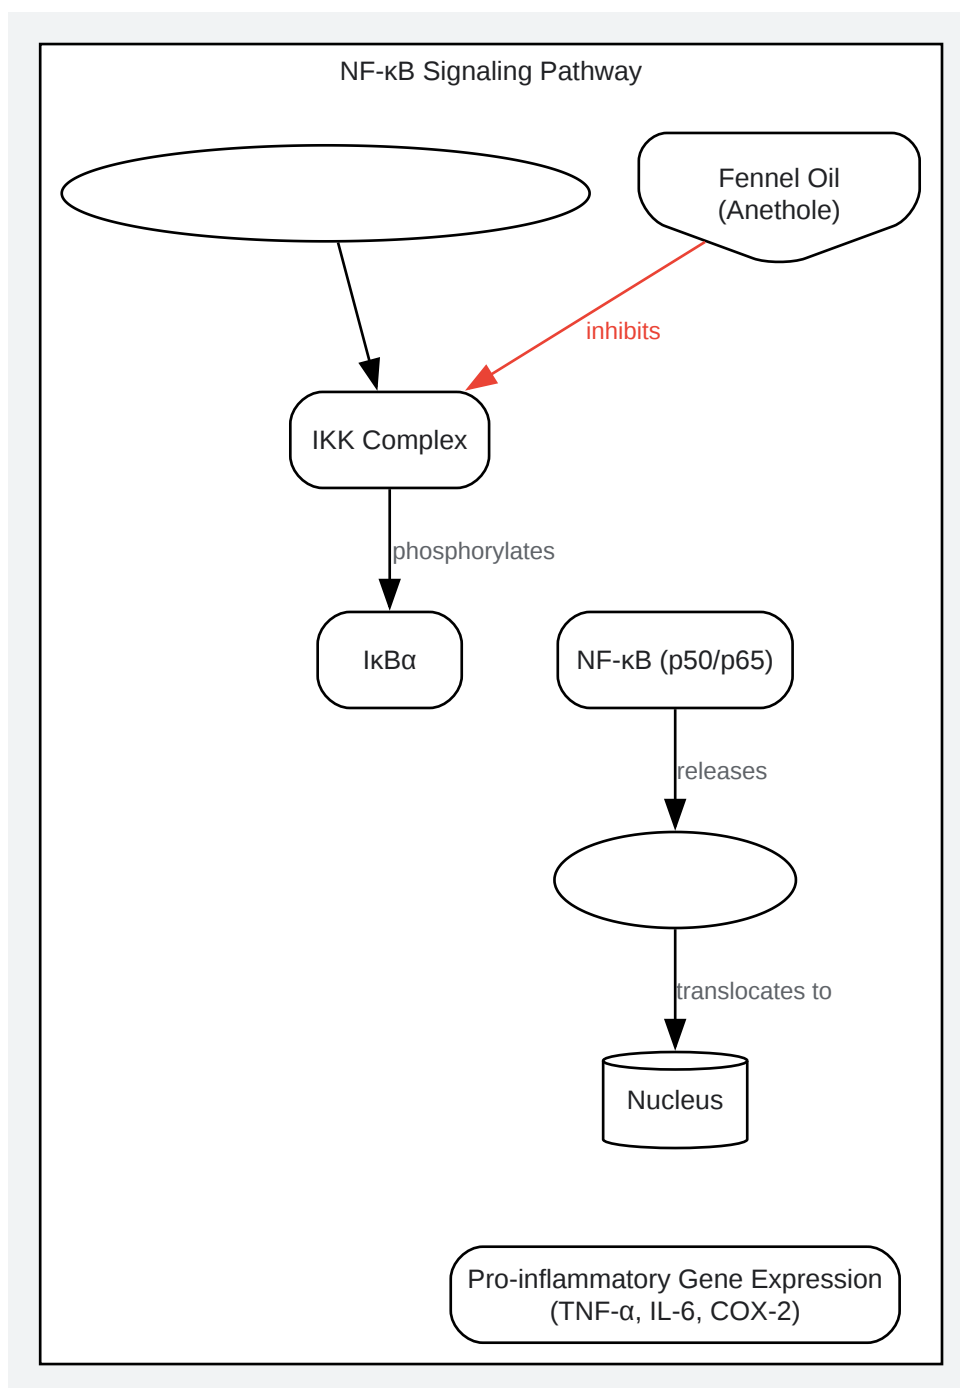 NF-κB Signaling Pathway
Fennel Oil
(Anethole)
inhibits
IKK Complex
phosphorylates
IκBα
NF-κB (p50/p65)
releases
translocates to
Nucleus
Pro-inflammatory Gene Expression
(TNF-α, IL-6, COX-2)